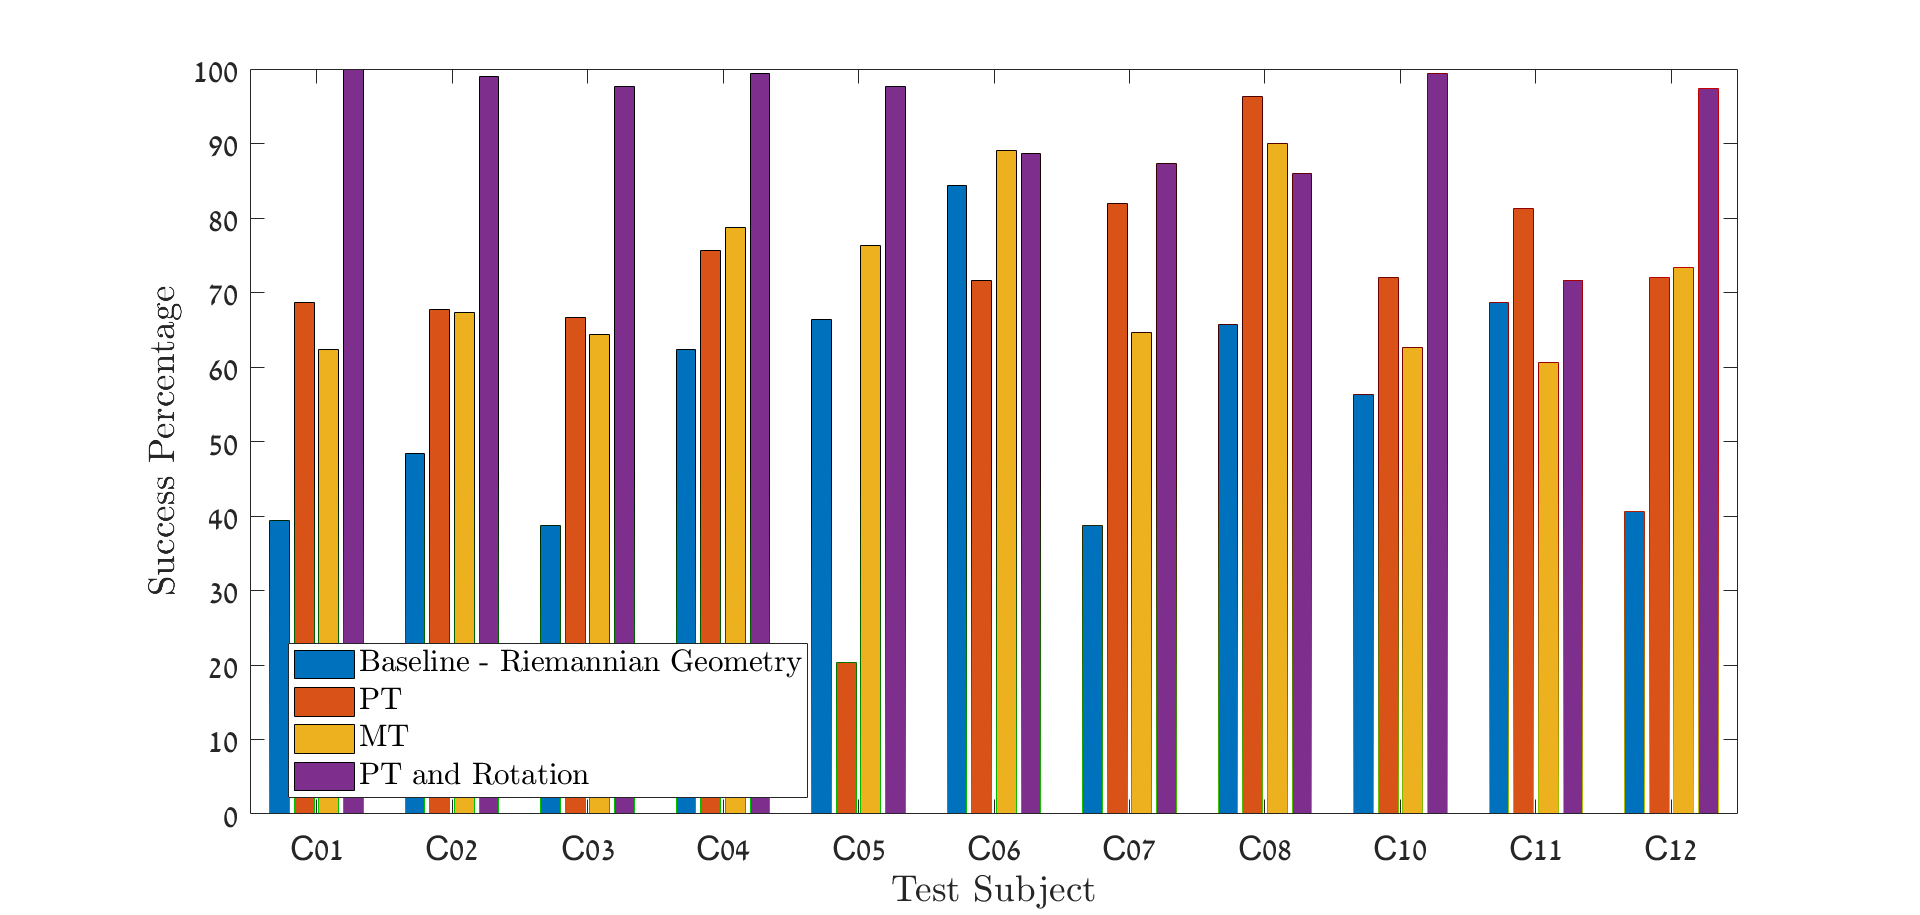 100
90
80
70
60
50
40
30
20
10
0
Success Percentage
Baseline - Riemannian Geometry
PT
MT
PT and Rotation
C01 C02 C03 C04 C05 C06 C07 C08 C10 C11 C12
Test Subject